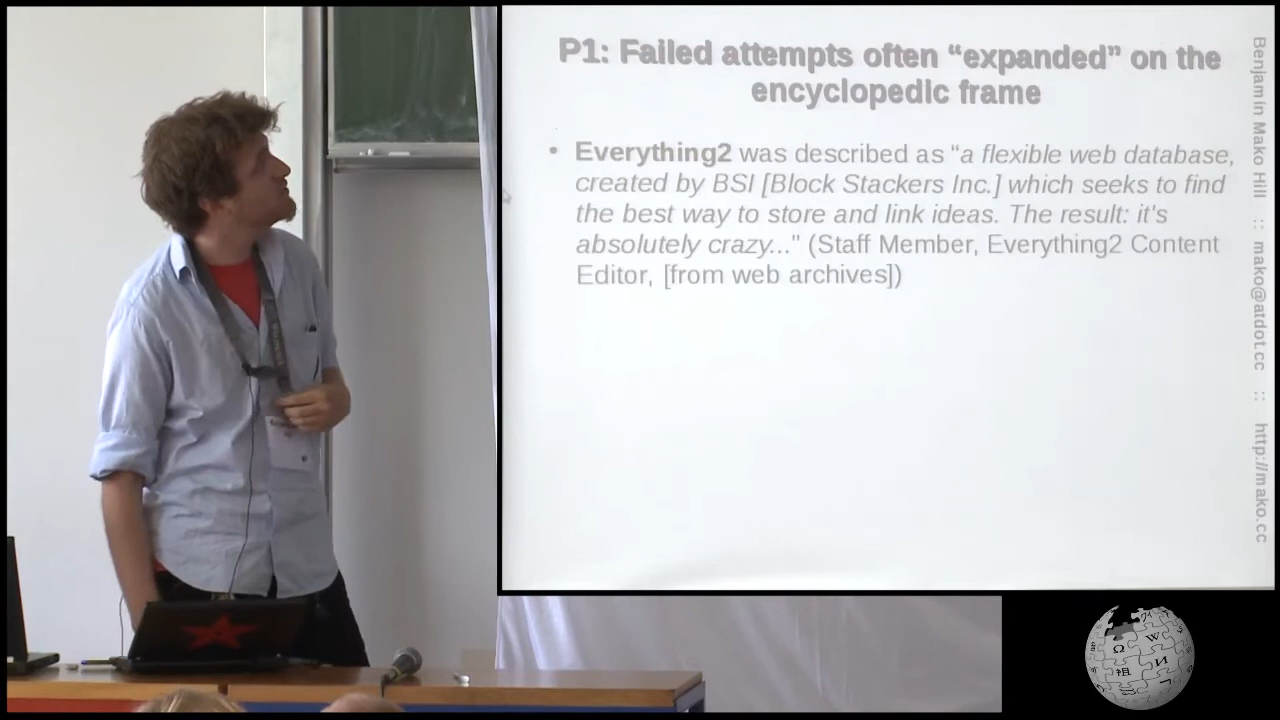 P1: Failed attempts often “expanded” on the
encyclopedic frame
• Everything2 was described as “a flexible web database,
created by BSI [Block Stackers Inc.] which seeks to find
the best way to store and link ideas. The result: it's
absolutely crazy...” (Staff Member, Everything2 Content
Editor, [from web archives])
Benjamin Mako Hill :: mako@atdot.cc :: http://mako.cc
Ω W
И
祖